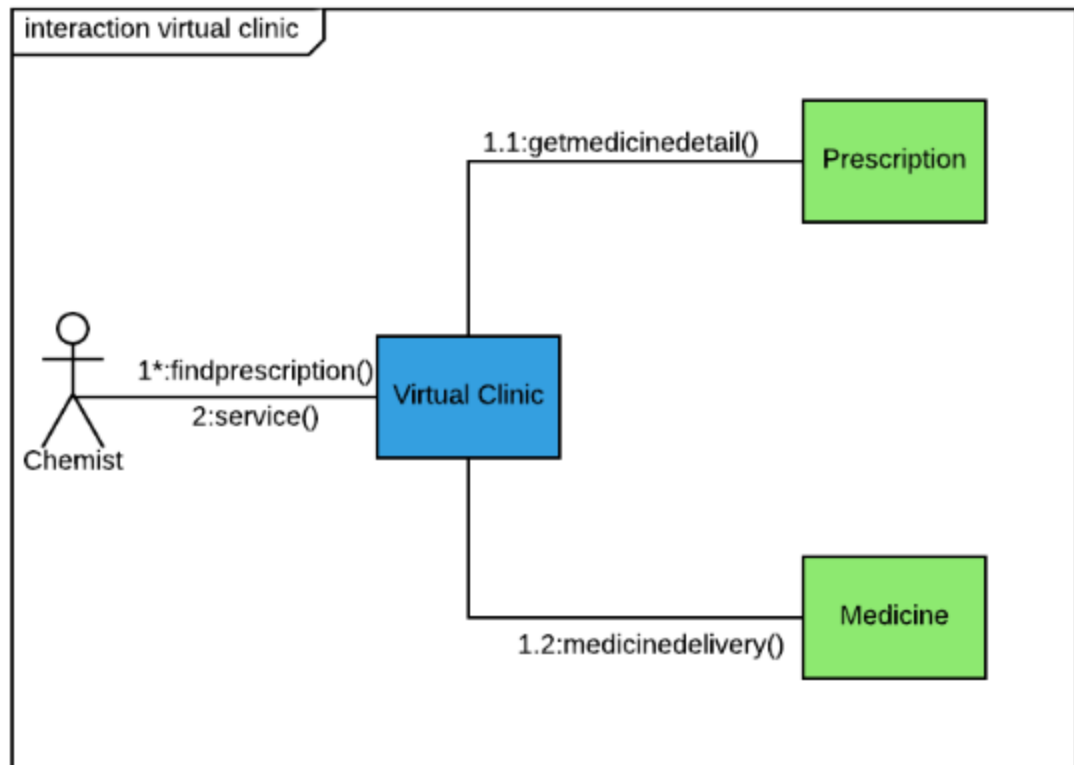 interaction virtual clinic
1.1:getmedicinedetail()
Prescription
1*:findprescription()
Virtual Clinic
2:service()
Chemist
Medicine
1.2:medicinedelivery()